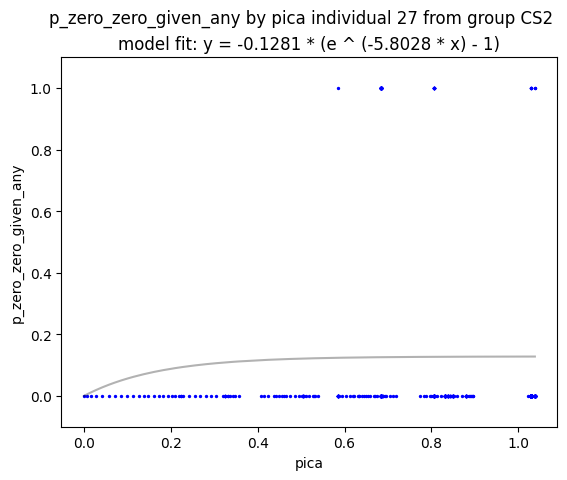 p_zero_zero_given_any by pica individual 27 from group CS2
model fit: y = -0.1281 * (e ^ (-5.8028 * x) - 1)
1.0
0.8
0.6
0.4
0.2
0.0
p_zero_zero_given_any
0.0 0.2 0.4 0.6 0.8 1.0
pica